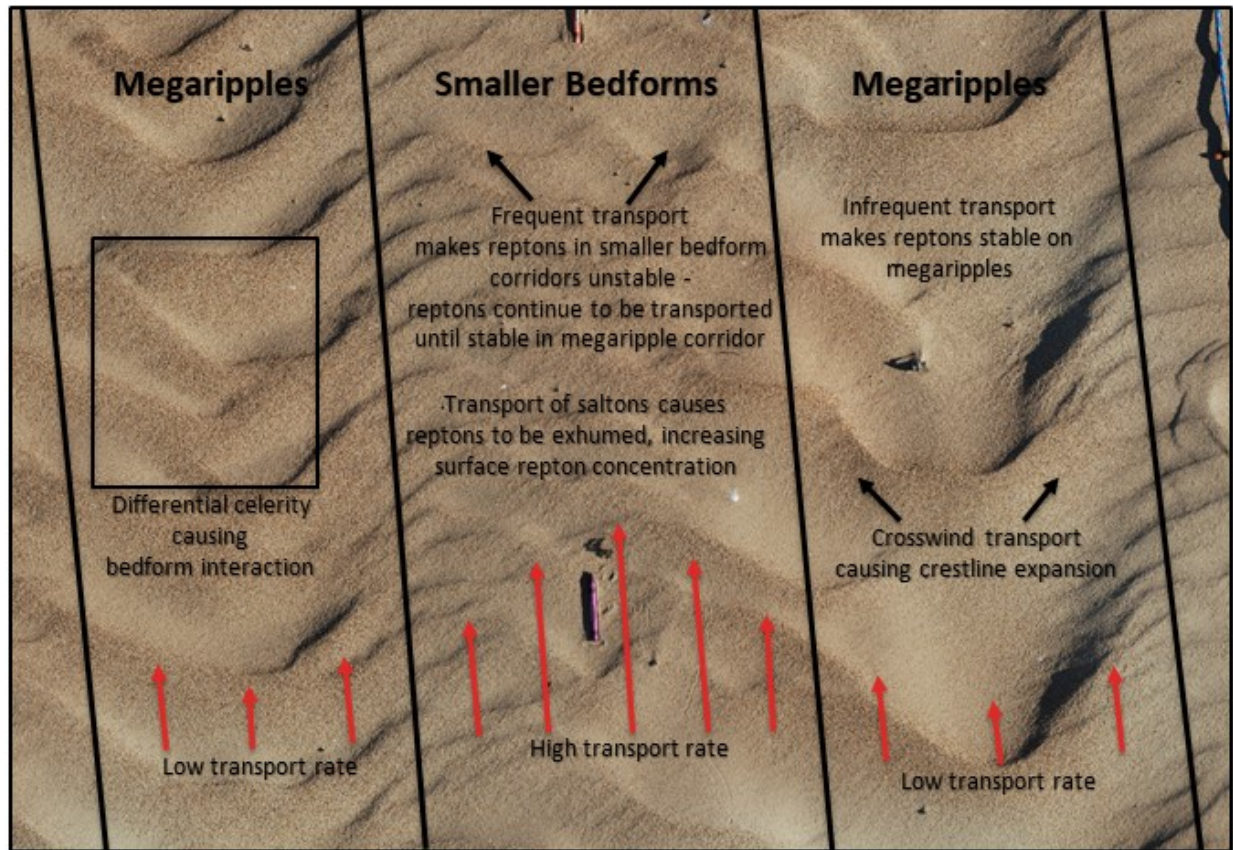 Megaripples
Smaller Bedforms
Megaripples
Frequent transport
makes reptons in smaller bedform
corridors unstable -
reptons continue to be transported
until stable in megaripple corridor
Infrequent transport
makes reptons stable on
megaripples
Transport of saltons causes
reptons to be exhumed, increasing
surface repton concentration
Differential celerity
causing
bedform interaction
Crosswind transport
causing crestline expansion
Low transport rate
High transport rate
Low transport rate